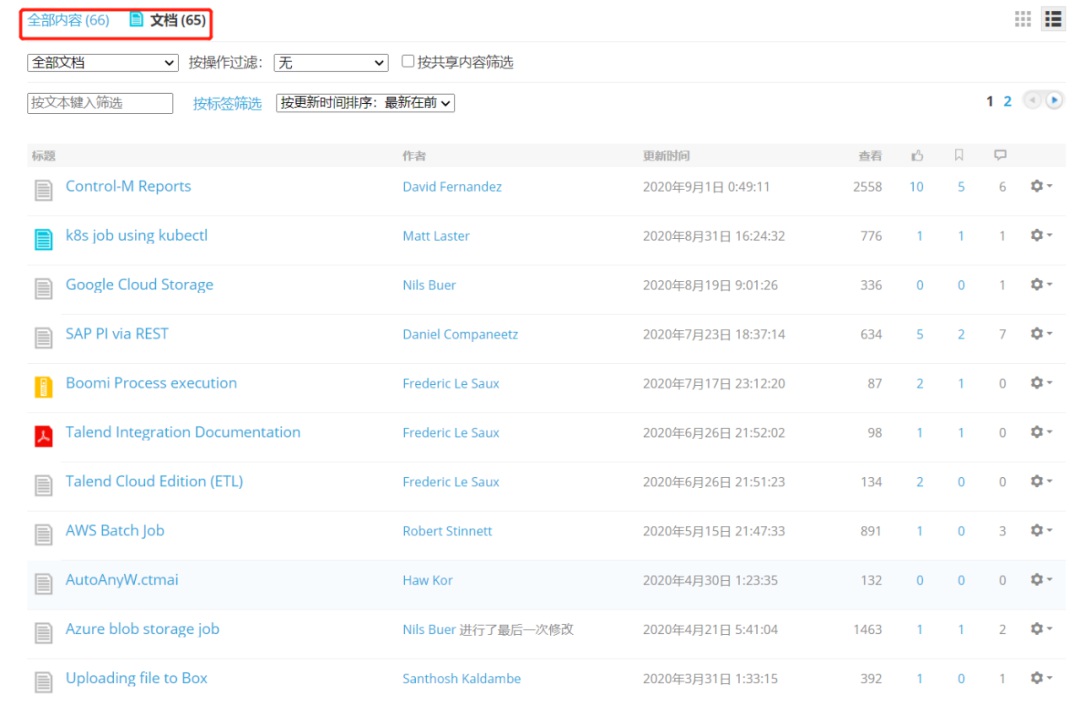 全部内容 (66) 文档 (65)
全部文档 按操作过滤: 无 按共享内容筛选
按文本键入筛选 按标签筛选 按更新时间排序: 最新在前 1 2
标题 作者 更新时间 查看
Control-M Reports David Fernandez 2020年9月1日 0:49:11 2558 10 5 6
k8s job using kubectl Matt Laster 2020年8月31日 16:24:32 776 1 1 1
Google Cloud Storage Nils Buer 2020年8月19日 9:01:26 336 0 0 1
SAP PI via REST Daniel Companeetz 2020年7月23日 18:37:14 634 5 2 7
Boomi Process execution Frederic Le Saux 2020年7月17日 23:12:20 87 2 1 0
Talend Integration Documentation Frederic Le Saux 2020年6月26日 21:52:02 98 1 1 0
Talend Cloud Edition (ETL) Frederic Le Saux 2020年6月26日 21:51:23 134 2 0 0
AWS Batch Job Robert Stinnett 2020年5月15日 21:47:33 891 1 0 3
AutoAnyW.ctmai Haw Kor 2020年4月30日 1:23:35 132 0 0 0
Azure blob storage job Nils Buer 进行了最后一次修改 2020年4月21日 5:41:04 1463 1 1 2
Uploading file to Box Santhosh Kaldambe 2020年3月31日 1:33:15 392 1 0 1